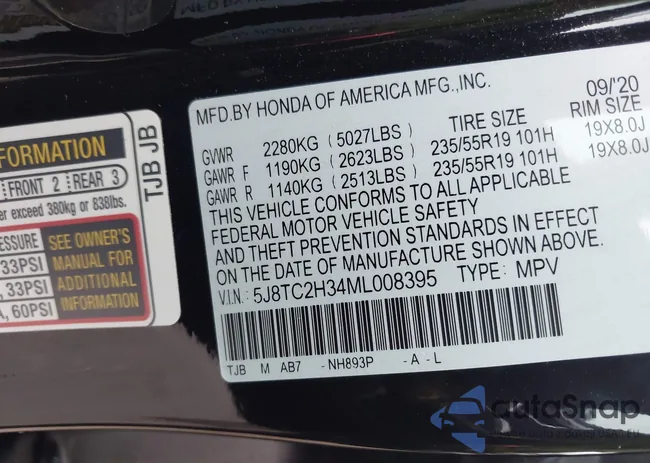 MFD.BY HONDA OF AMERICA MFG.,INC. 09/'20
TIRE SIZE RIM SIZE
GVWR 2280KG (5027LBS)
GAWR F 1190KG (2623LBS) 235/55R19 101H 19X8.0J
GAWR R 1140KG (2513LBS) 235/55R19 101H 19X8.0J
THIS VEHICLE CONFORMS TO ALL APPLICABLE
FEDERAL MOTOR VEHICLE SAFETY
AND THEFT PREVENTION STANDARDS IN EFFECT
ON THE DATE OF MANUFACTURE SHOWN ABOVE.
V.I.N: 5J8TC2H34ML008395 TYPE: MPV
TJB M AB7 -NH893P -A-L
FORMATION
FRONT 2 REAR 3
er exceed 380kg or 838lbs.
ESSURE
33PSI
, 33PSI
A, 60PSI
SEE OWNER'S
MANUAL FOR
ADDITIONAL
INFORMATION
TJB JB
autoSnap